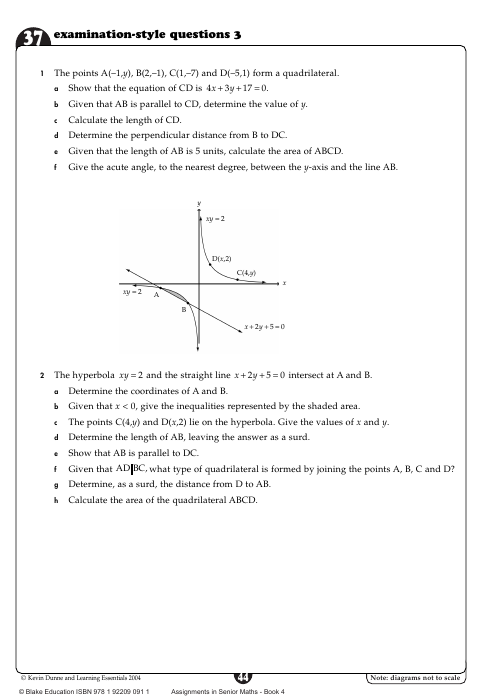 37 examination-style questions 3
1 The points A(–1,y), B(2,–1), C(1,–7) and D(–5,1) form a quadrilateral.
a Show that the equation of CD is 4x + 3y + 17 = 0.
b Given that AB is parallel to CD, determine the value of y.
c Calculate the length of CD.
d Determine the perpendicular distance from B to DC.
e Given that the length of AB is 5 units, calculate the area of ABCD.
f Give the acute angle, to the nearest degree, between the y-axis and the line AB.
y
xy = 2
D(x,2)
C(4,y)
x
xy = 2
A
B
x + 2y + 5 = 0
2 The hyperbola xy = 2 and the straight line x + 2y + 5 = 0 intersect at A and B.
a Determine the coordinates of A and B.
b Given that x < 0, give the inequalities represented by the shaded area.
c The points C(4,y) and D(x,2) lie on the hyperbola. Give the values of x and y.
d Determine the length of AB, leaving the answer as a surd.
e Show that AB is parallel to DC.
f Given that AD∦BC, what type of quadrilateral is formed by joining the points A, B, C and D?
g Determine, as a surd, the distance from D to AB.
h Calculate the area of the quadrilateral ABCD.
© Kevin Dunne and Learning Essentials 2004 44 Note: diagrams not to scale
© Blake Education ISBN 978 1 92209 091 1 Assignments in Senior Maths - Book 4